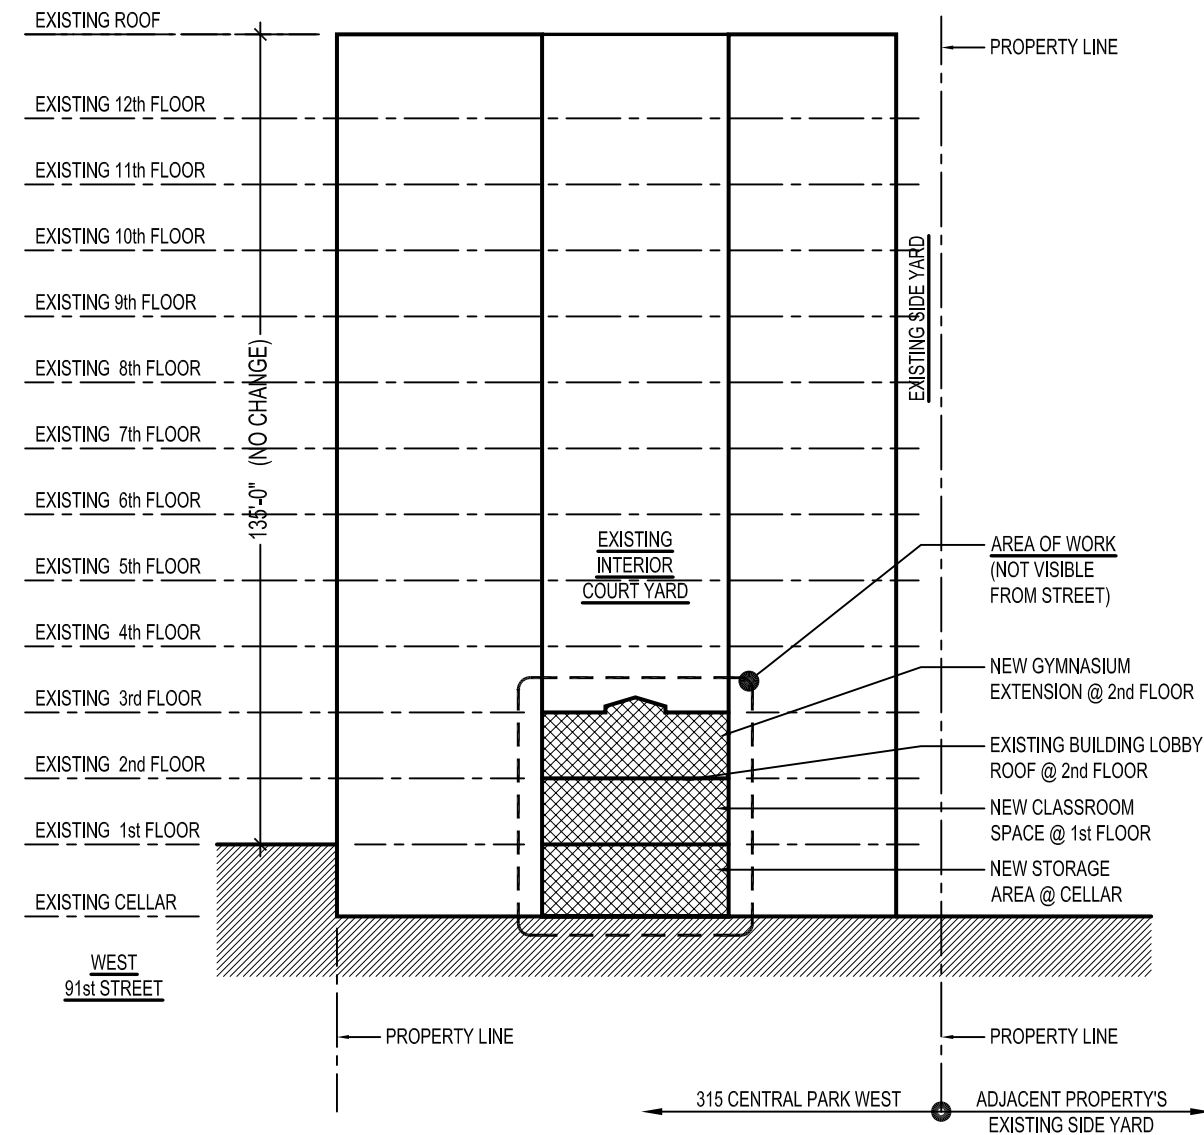 EXISTING ROOF
PROPERTY LINE
EXISTING 12th FLOOR
EXISTING 11th FLOOR
EXISTING 10th FLOOR
EXISTING 9th FLOOR
EXISTING 8th FLOOR
EXISTING 7th FLOOR
EXISTING 6th FLOOR
EXISTING 5th FLOOR
EXISTING 4th FLOOR
EXISTING 3rd FLOOR
EXISTING 2nd FLOOR
EXISTING 1st FLOOR
EXISTING CELLAR
WEST
91st STREET
135'-0" (NO CHANGE)
EXISTING
INTERIOR
COURT YARD
EXISTING SIDE YARD
AREA OF WORK
(NOT VISIBLE
FROM STREET)
NEW GYMNASIUM
EXTENSION @ 2nd FLOOR
EXISTING BUILDING LOBBY
ROOF @ 2nd FLOOR
NEW CLASSROOM
SPACE @ 1st FLOOR
NEW STORAGE
AREA @ CELLAR
PROPERTY LINE
PROPERTY LINE
315 CENTRAL PARK WEST
ADJACENT PROPERTY'S
EXISTING SIDE YARD